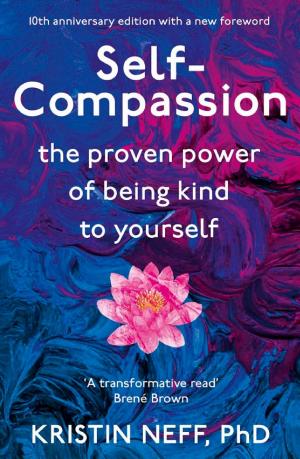 10th anniversary edition with a new foreword
Self-
Compassion
the proven power
of being kind
to yourself
‘A transformative read’
Brené Brown
KRISTIN NEFF, PhD